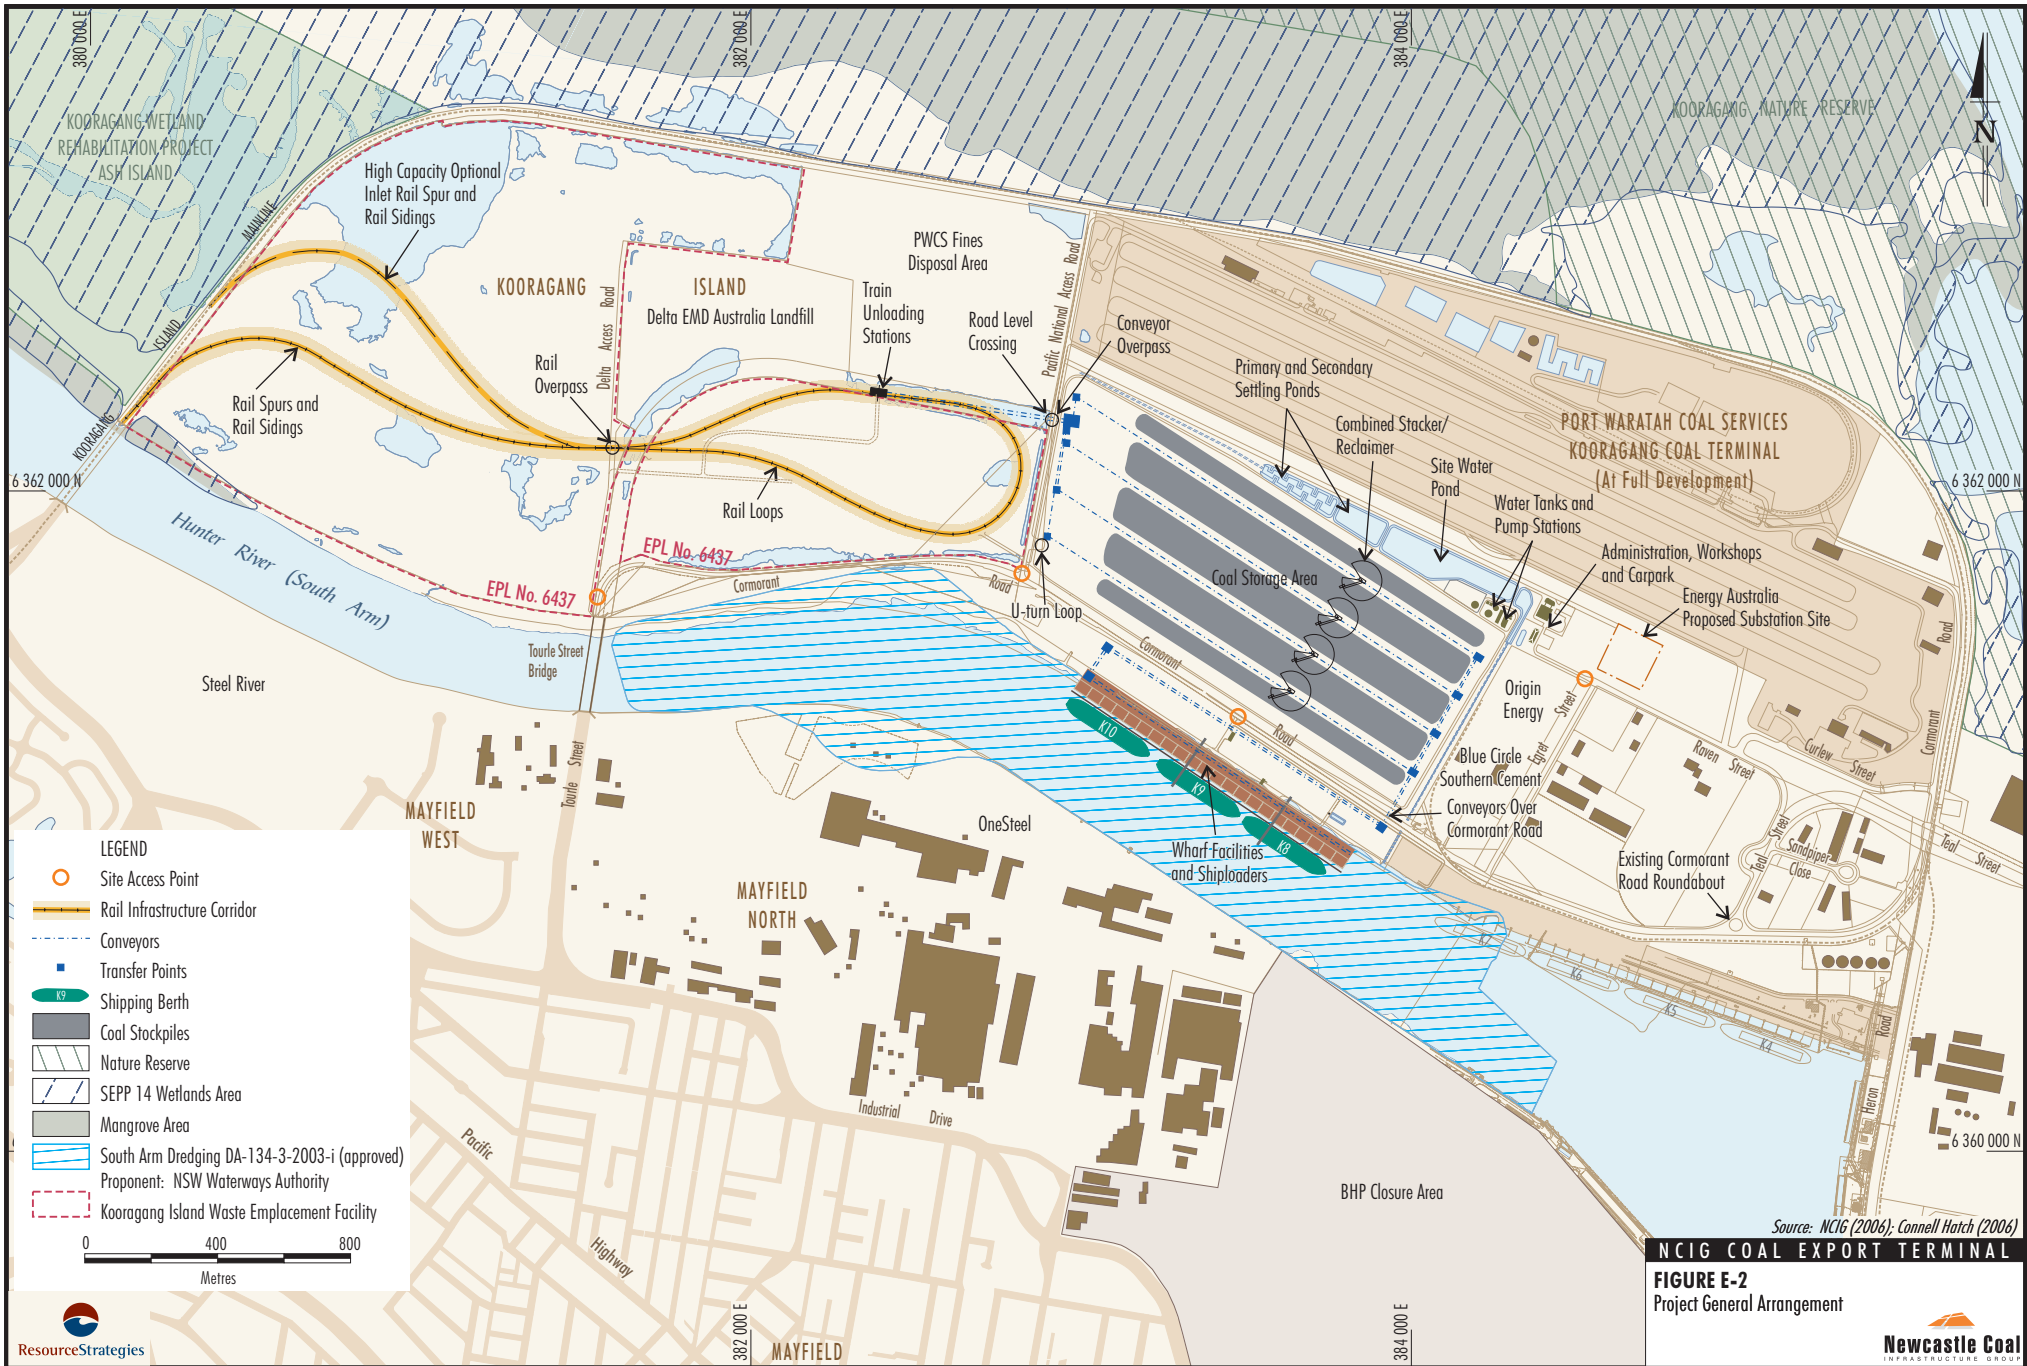 380 000 E
382 000 E
384 000 E
KOORAGANG WETLAND
REHABILITATION PROJECT
ASH ISLAND
KOORAGANG NATURE RESERVE
N
High Capacity Optional
Inlet Rail Spur and
Rail Sidings
MAINLINE
ISLAND
KOORAGANG
PWCS Fines
Disposal Area
KOORAGANG ISLAND
Delta EMD Australia Landfill
Delta Access Road
Pacific National Access Road
Train
Unloading
Stations
Road Level
Crossing
Conveyor
Overpass
Rail
Overpass
Rail Spurs and
Rail Sidings
Primary and Secondary
Settling Ponds
Combined Stacker/
Reclaimer
Site Water
Pond
Water Tanks and
Pump Stations
PORT WARATAH COAL SERVICES
KOORAGANG COAL TERMINAL
(At Full Development)
6 362 000 N
6 362 000 N
Rail Loops
Hunter River (South Arm)
EPL No. 6437
EPL No. 6437
Cormorant
Road
U-turn Loop
Coal Storage Area
Administration, Workshops
and Carpark
Energy Australia
Proposed Substation Site
Tourle Street
Bridge
Steel River
Cormorant
Road
Origin
Energy
Egret
Street
Blue Circle
Southern Cement
Conveyors Over
Cormorant Road
Raven
Street
Curlew
Street
Cormorant
Road
K10
K9
K8
Wharf Facilities
and Shiploaders
Tourle Street
MAYFIELD
WEST
OneSteel
MAYFIELD
NORTH
Existing Cormorant
Road Roundabout
Teal
Street
Sandpiper
Close
Teal
Street
K7
K6
K5
K4
Heron
Road
Industrial Drive
Pacific
Highway
BHP Closure Area
6 360 000 N
LEGEND
Site Access Point
Rail Infrastructure Corridor
Conveyors
Transfer Points
K9
Shipping Berth
Coal Stockpiles
Nature Reserve
SEPP 14 Wetlands Area
Mangrove Area
South Arm Dredging DA-134-3-2003-i (approved)
Proponent: NSW Waterways Authority
Kooragang Island Waste Emplacement Facility
0 400 800
Metres
ResourceStrategies
382 000 E
384 000 E
MAYFIELD
Source: NCIG (2006); Connell Hatch (2006)
NCIG COAL EXPORT TERMINAL
FIGURE E-2
Project General Arrangement
Newcastle Coal
INFRASTRUCTURE GROUP